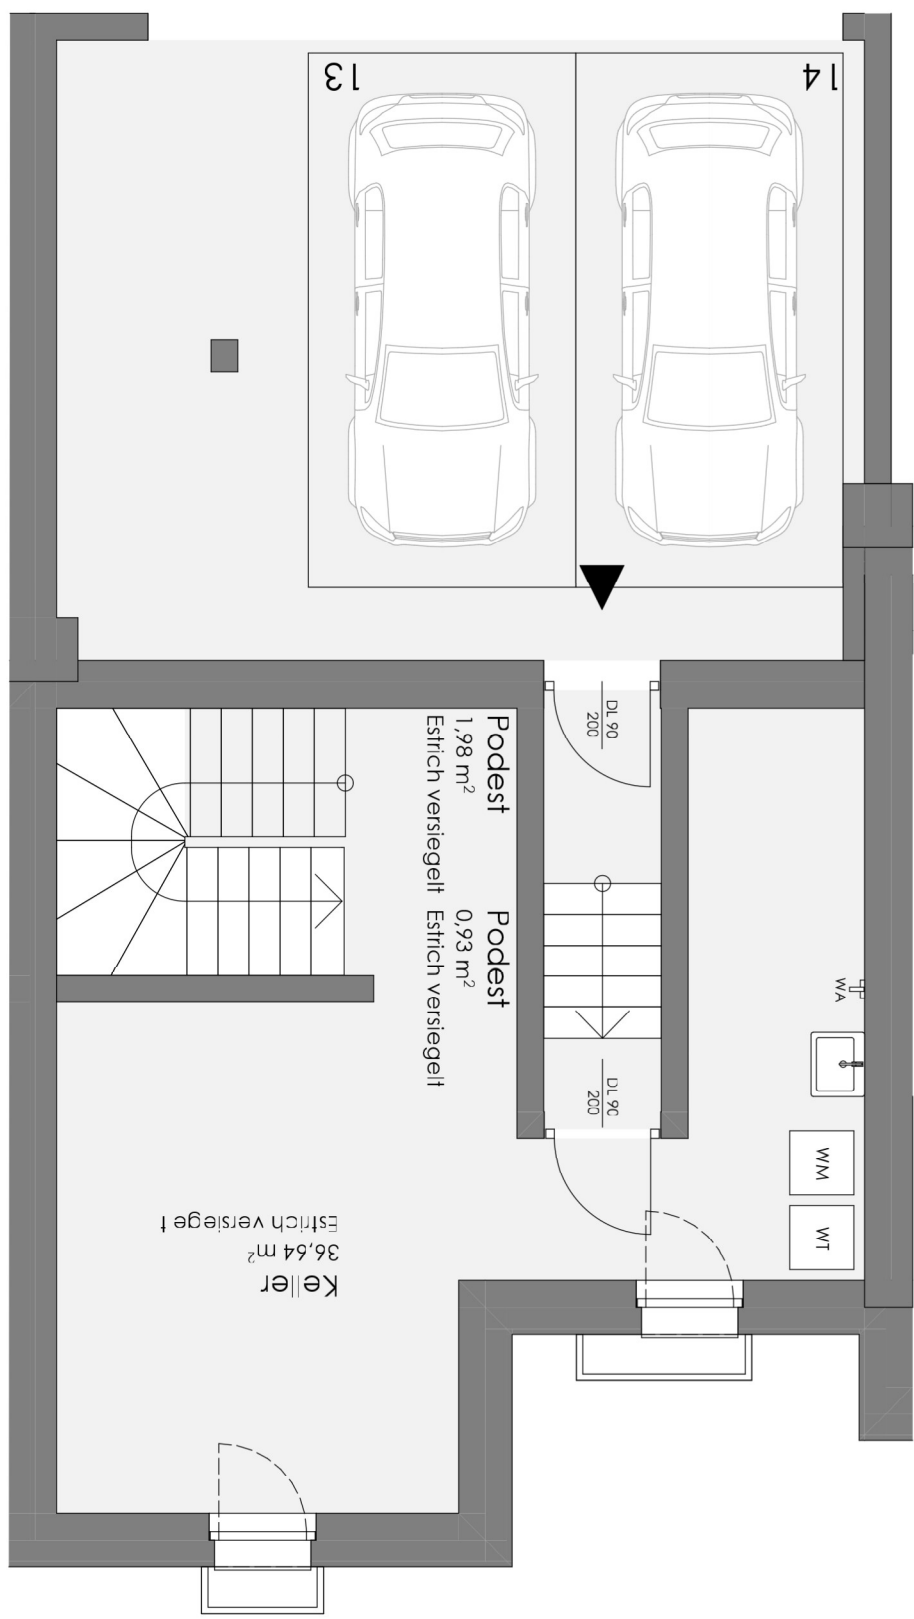 13
14
DL 90
200
Podest
1,98 m²
Estrich versiegelt
Podest
0,93 m²
Estrich versiegelt
DL 90
200
WA
WM
WT
Keller
36,64 m²
Estrich versiegelt